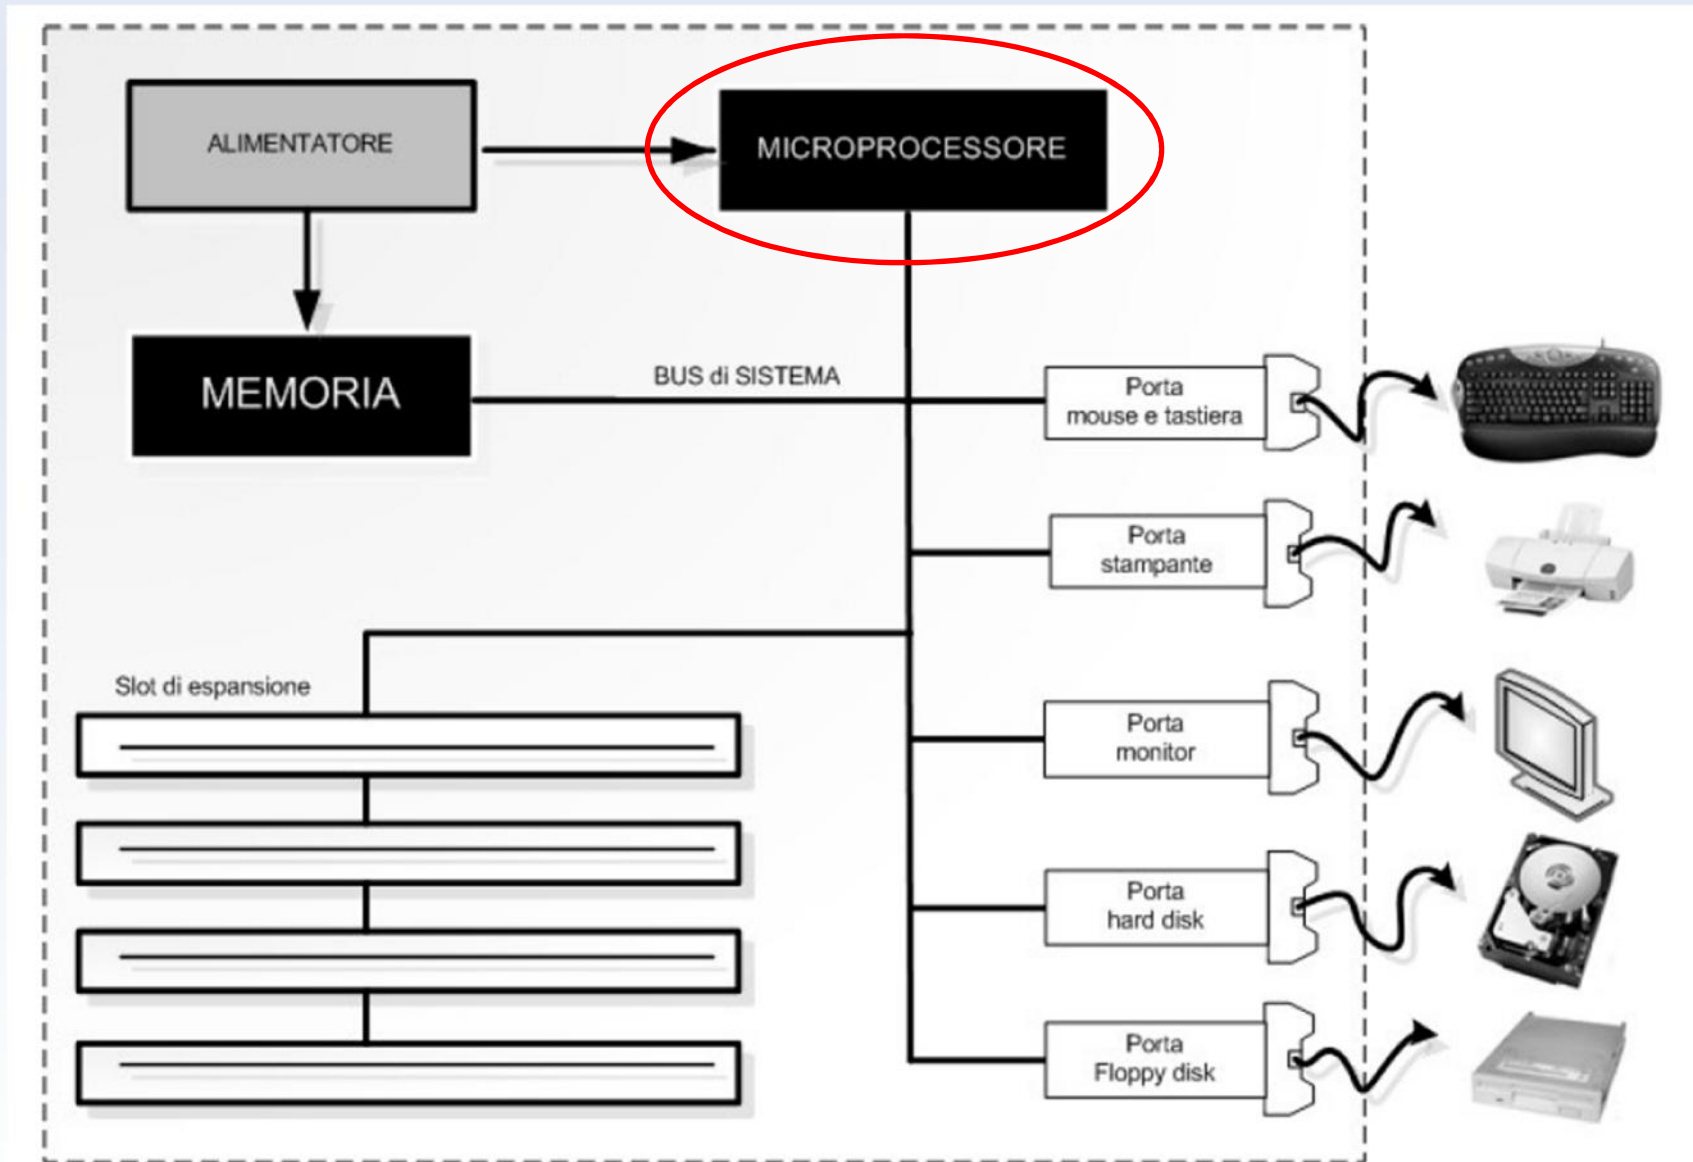 ALIMENTATORE
MICROPROCESSORE
MEMORIA
BUS di SISTEMA
Porta
mouse e tastiera
Porta
stampante
Slot di espansione
Porta
monitor
Porta
hard disk
Porta
Floppy disk